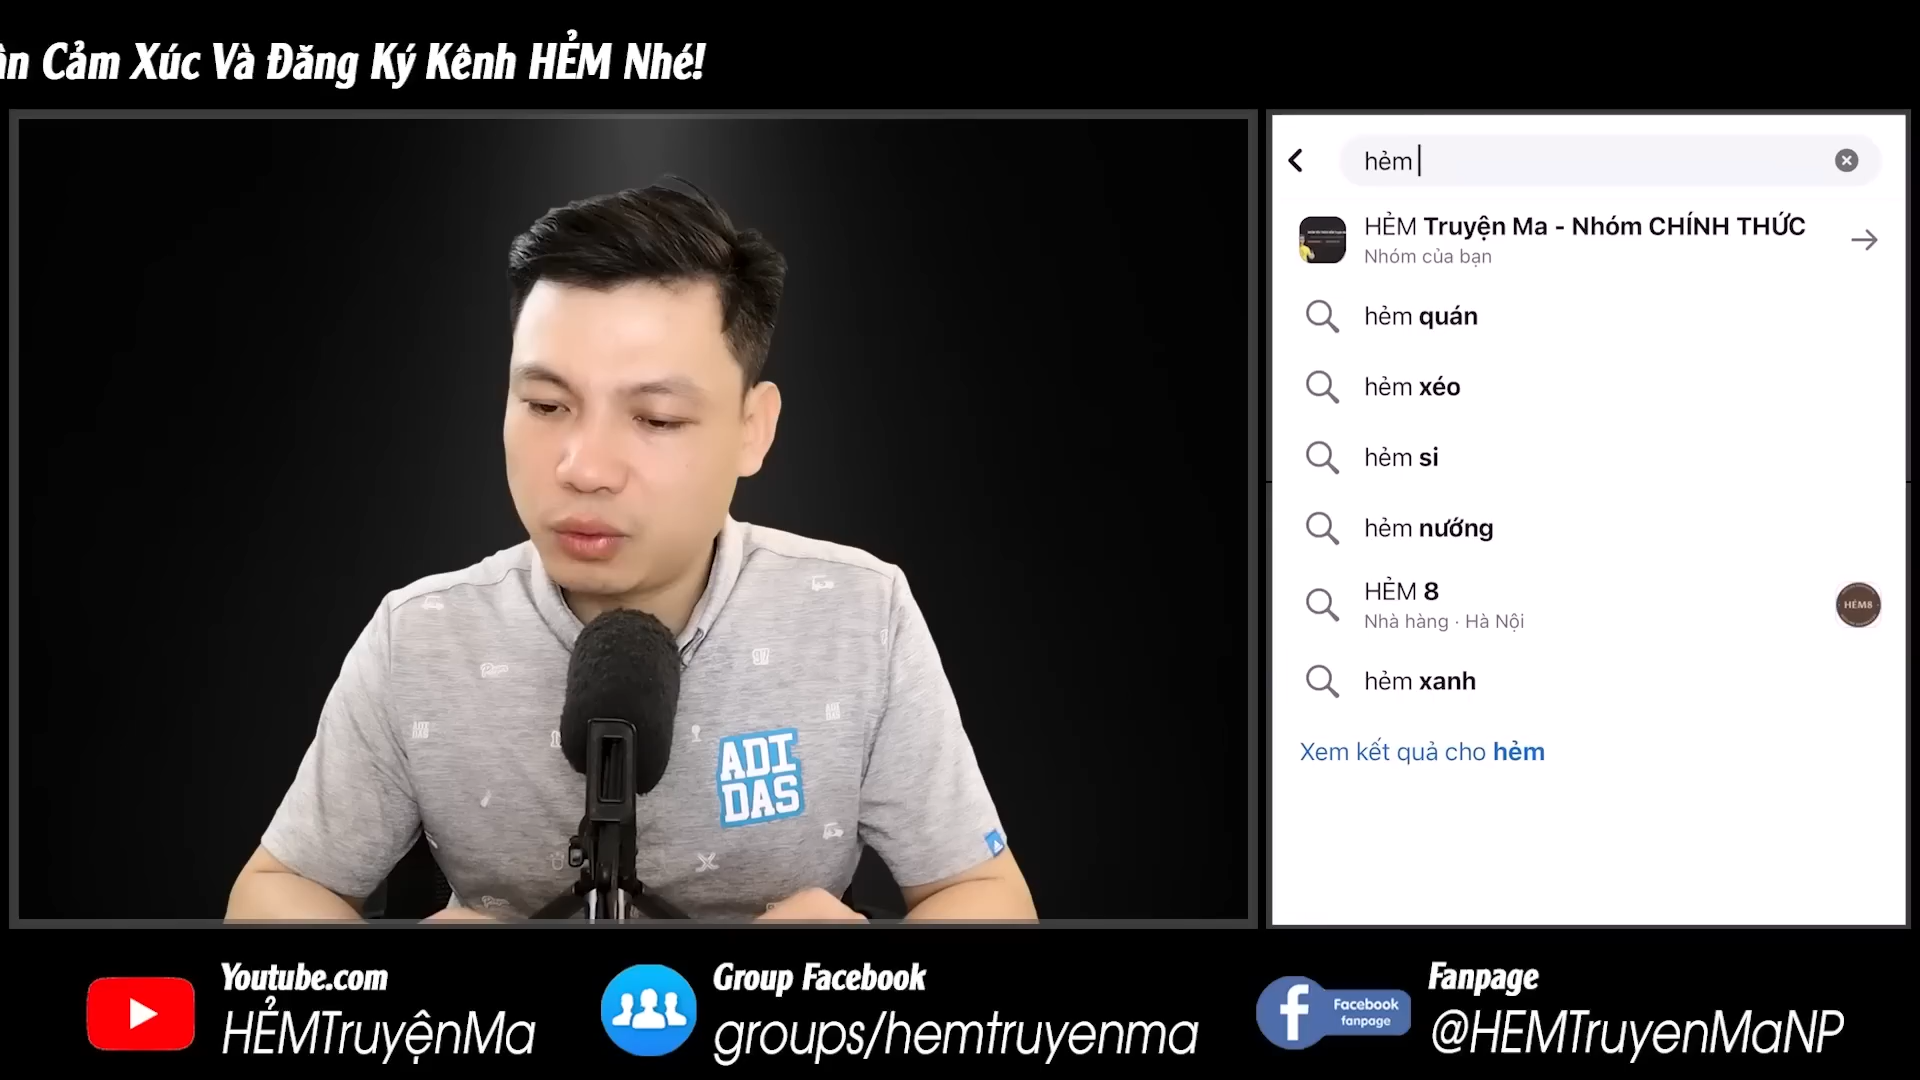 Cảm Xúc Và Đăng Ký Kênh HẺM Nhé!
hẻm
HẺM Truyện Ma - Nhóm CHÍNH THỨC
Nhóm của bạn
hẻm quán
hẻm xéo
hẻm si
hẻm nướng
HẺM 8
Nhà hàng · Hà Nội
HẺM8
hẻm xanh
Xem kết quả cho hẻm
ADI
DAS
Youtube.com
HẺMTruyệnMa
Group Facebook
groups/hemtruyenma
Facebook
fanpage
Fanpage
@HEMTruyenMaNP